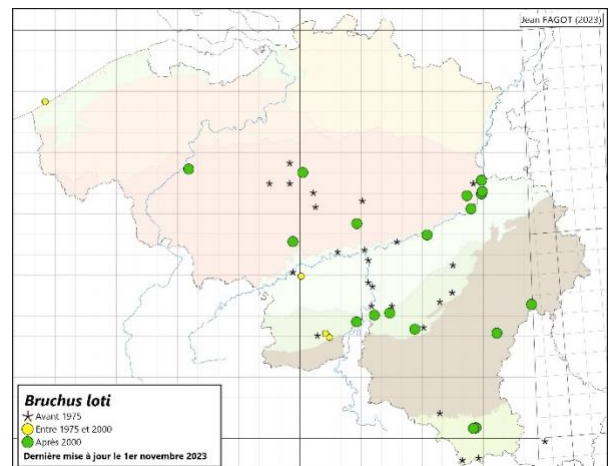 Jean FAGOT (2023)
Bruchus loti
Avant 1975
Entre 1975 et 2000
Après 2000
Dernière mise à jour le 1er novembre 2023